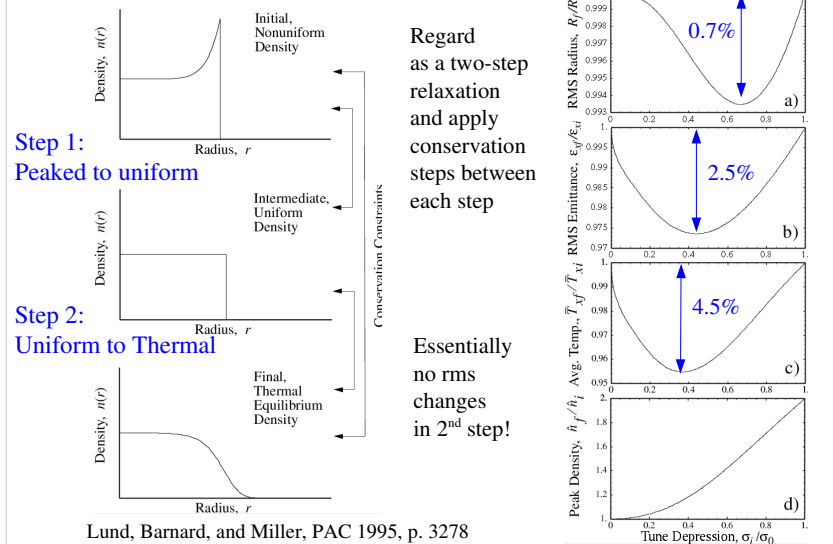 Initial,
Nonuniform
Density
Density, n(r)
Radius, r
Step 1:
Peaked to uniform
Intermediate,
Uniform
Density
Density, n(r)
Radius, r
Step 2:
Uniform to Thermal
Final,
Thermal
Equilibrium
Density
Density, n(r)
Radius, r
Conservation Constraints
Lund, Barnard, and Miller, PAC 1995, p. 3278
Regard
as a two-step
relaxation
and apply
conservation
steps between
each step
Essentially
no rms
changes
in 2nd step!
RMS Radius, R_f/R
0.999
0.998
0.997
0.996
0.995
0.994
0.993
0.7%
a)
0. 0.2 0.4 0.6 0.8 1.
RMS Emittance, ε_xf/ε_xi
1.
0.995
0.99
0.985
0.98
0.975
0.97
2.5%
b)
0. 0.2 0.4 0.6 0.8 1.
Avg. Temp., T̄_xf/T̄_xi
1.
0.99
0.98
0.97
0.96
0.95
4.5%
c)
0. 0.2 0.4 0.6 0.8 1.
Peak Density, n̂_f/n̂_i
2.
1.8
1.6
1.4
1.2
1.
d)
0. 0.2 0.4 0.6 0.8 1.
Tune Depression, σ_i/σ_0